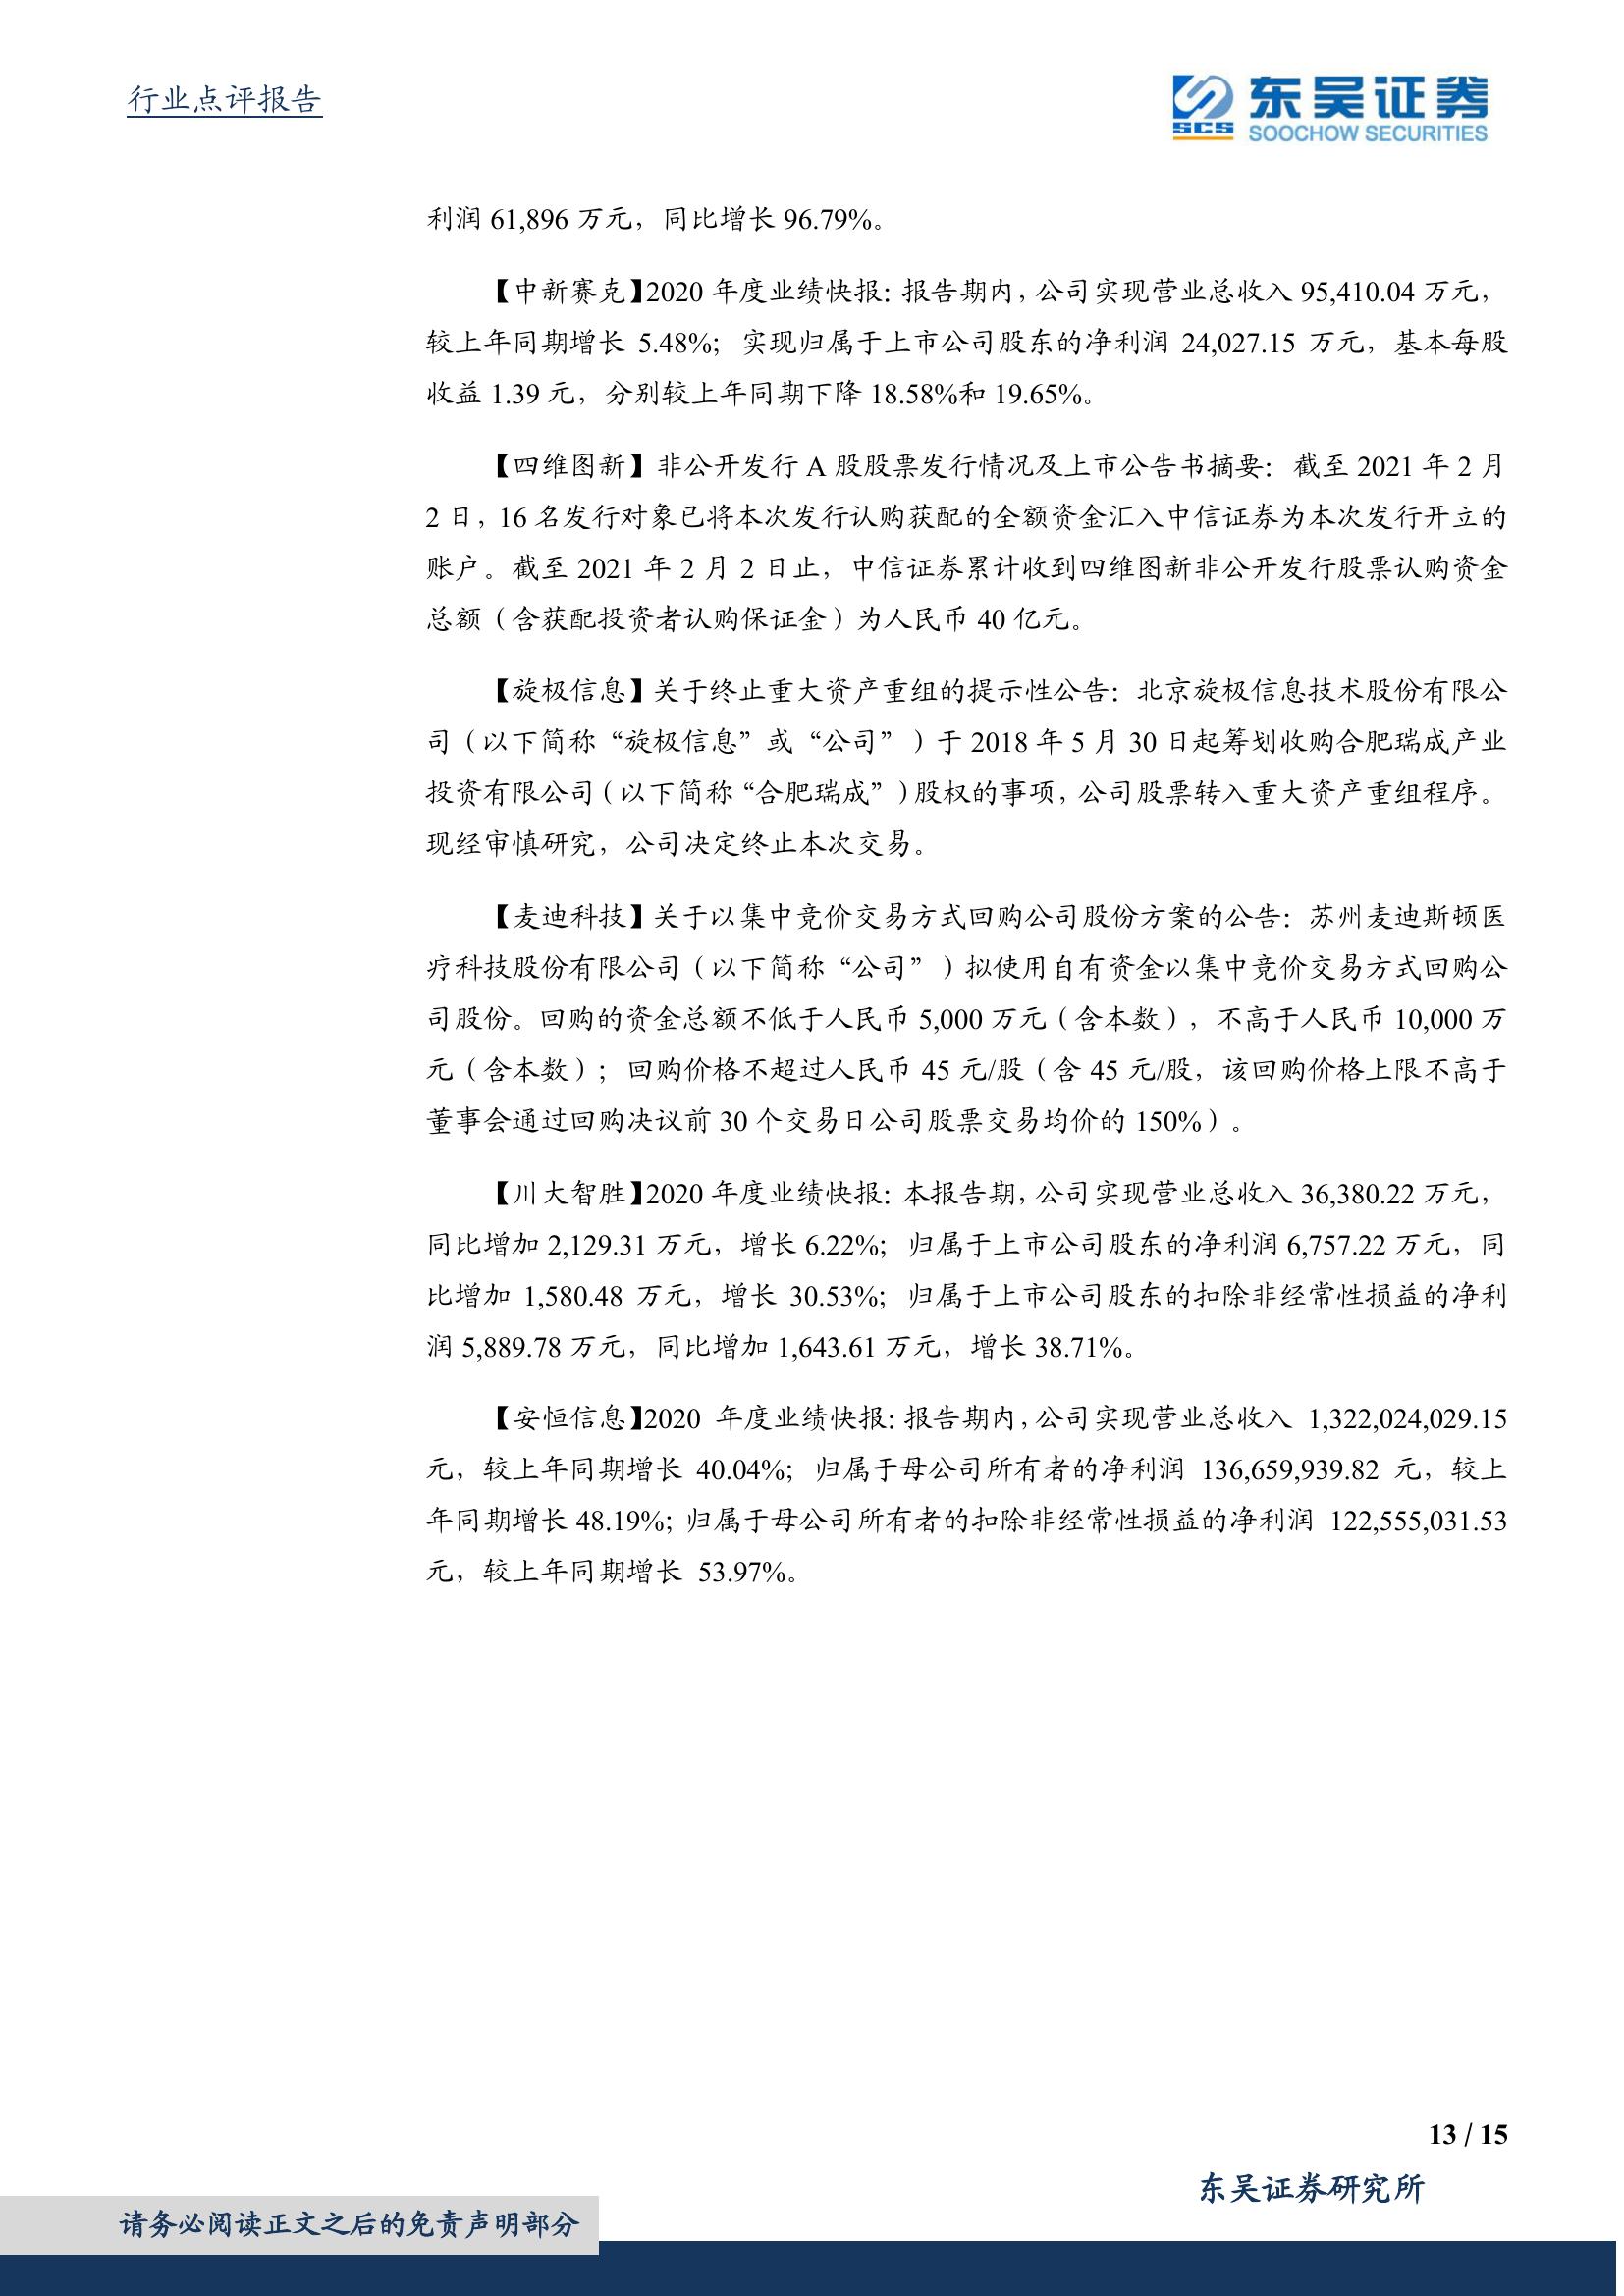 行业点评报告
SCS
东吴证券
SOOCHOW SECURITIES
利润 61,896 万元，同比增长 96.79%。
【中新赛克】2020 年度业绩快报：报告期内，公司实现营业总收入 95,410.04 万元，
较上年同期增长 5.48%；实现归属于上市公司股东的净利润 24,027.15 万元，基本每股
收益 1.39 元，分别较上年同期下降 18.58%和 19.65%。
【四维图新】非公开发行 A 股股票发行情况及上市公告书摘要：截至 2021 年 2 月
2 日，16 名发行对象已将本次发行认购获配的全额资金汇入中信证券为本次发行开立的
账户。截至 2021 年 2 月 2 日止，中信证券累计收到四维图新非公开发行股票认购资金
总额（含获配投资者认购保证金）为人民币 40 亿元。
【旋极信息】关于终止重大资产重组的提示性公告：北京旋极信息技术股份有限公
司（以下简称“旋极信息”或“公司”）于 2018 年 5 月 30 日起筹划收购合肥瑞成产业
投资有限公司（以下简称“合肥瑞成”）股权的事项，公司股票转入重大资产重组程序。
现经审慎研究，公司决定终止本次交易。
【麦迪科技】关于以集中竞价交易方式回购公司股份方案的公告：苏州麦迪斯顿医
疗科技股份有限公司（以下简称“公司”）拟使用自有资金以集中竞价交易方式回购公
司股份。回购的资金总额不低于人民币 5,000 万元（含本数），不高于人民币 10,000 万
元（含本数）；回购价格不超过人民币 45 元/股（含 45 元/股，该回购价格上限不高于
董事会通过回购决议前 30 个交易日公司股票交易均价的 150%）。
【川大智胜】2020 年度业绩快报：本报告期，公司实现营业总收入 36,380.22 万元，
同比增加 2,129.31 万元，增长 6.22%；归属于上市公司股东的净利润 6,757.22 万元，同
比增加 1,580.48 万元，增长 30.53%；归属于上市公司股东的扣除非经常性损益的净利
润 5,889.78 万元，同比增加 1,643.61 万元，增长 38.71%。
【安恒信息】2020 年度业绩快报：报告期内，公司实现营业总收入 1,322,024,029.15
元，较上年同期增长 40.04%；归属于母公司所有者的净利润 136,659,939.82 元，较上
年同期增长 48.19%；归属于母公司所有者的扣除非经常性损益的净利润 122,555,031.53
元，较上年同期增长 53.97%。
13 / 15
东吴证券研究所
请务必阅读正文之后的免责声明部分